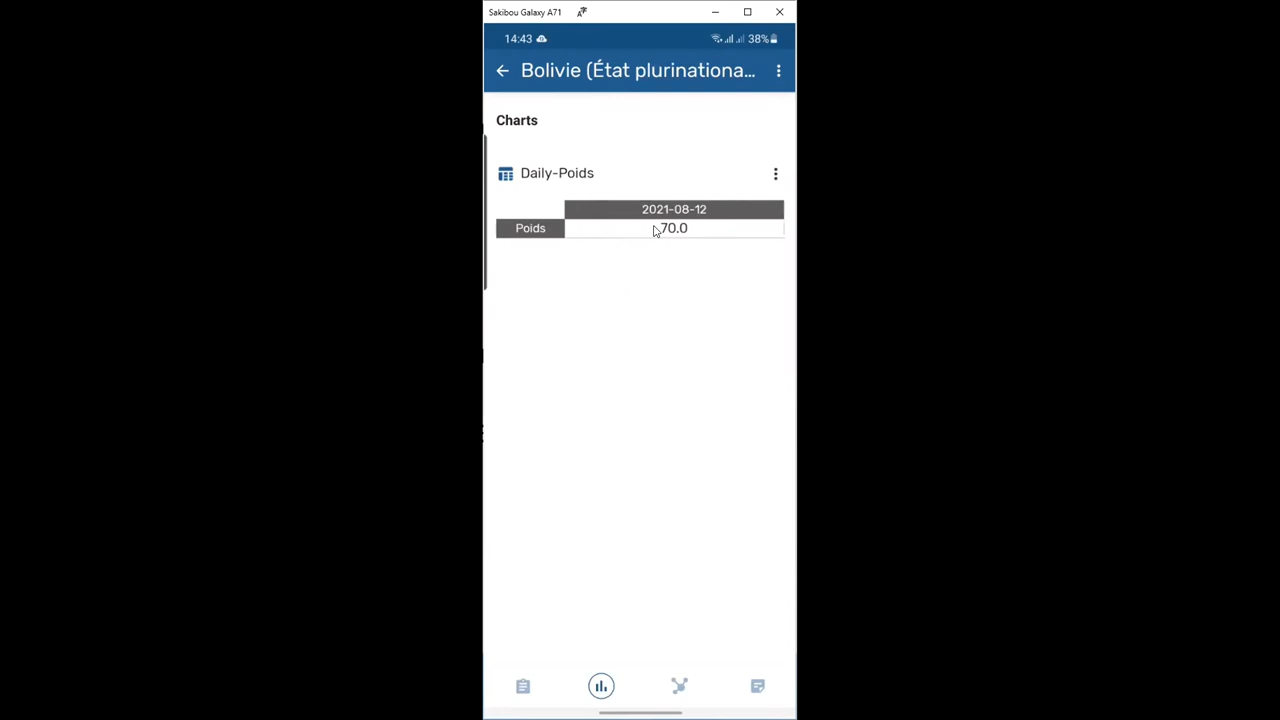 Sakibou Galaxy A71
14:43 38%
Bolivie (État plurinationa...
Charts
Daily-Poids
2021-08-12
Poids 70.0